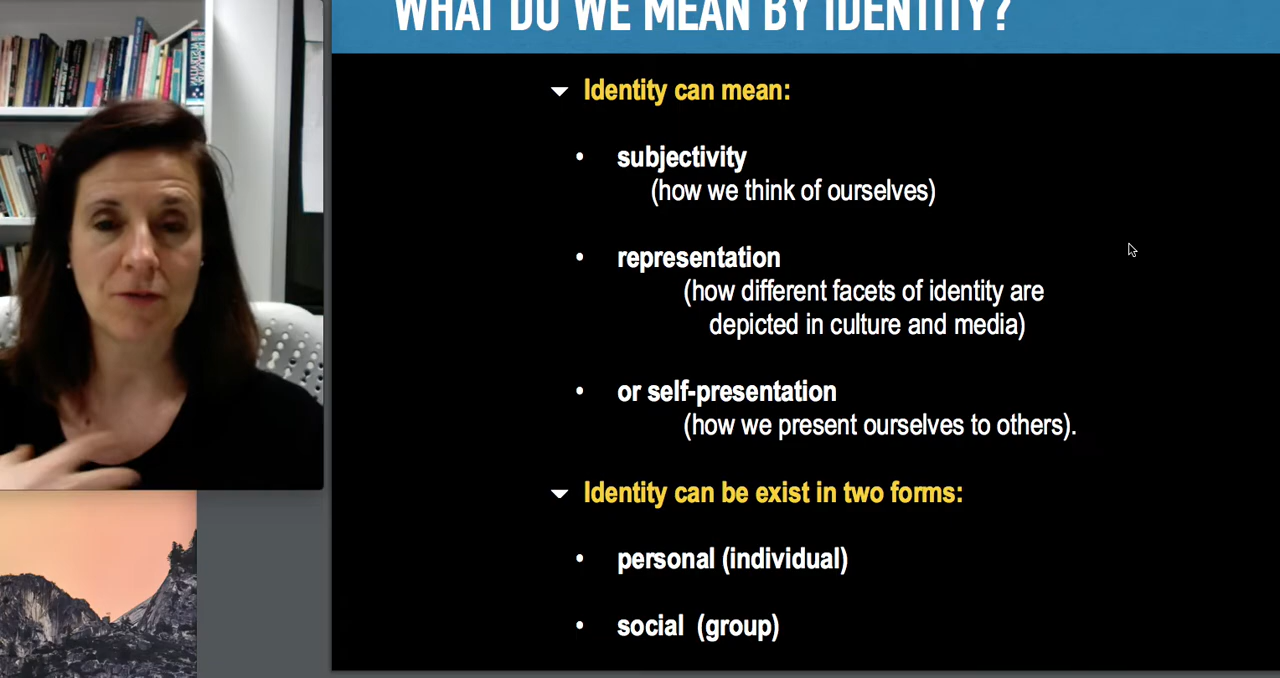 WHAT DO WE MEAN BY IDENTITY?
Identity can mean:
subjectivity
(how we think of ourselves)
representation
(how different facets of identity are
depicted in culture and media)
or self-presentation
(how we present ourselves to others).
Identity can be exist in two forms:
personal (individual)
social (group)